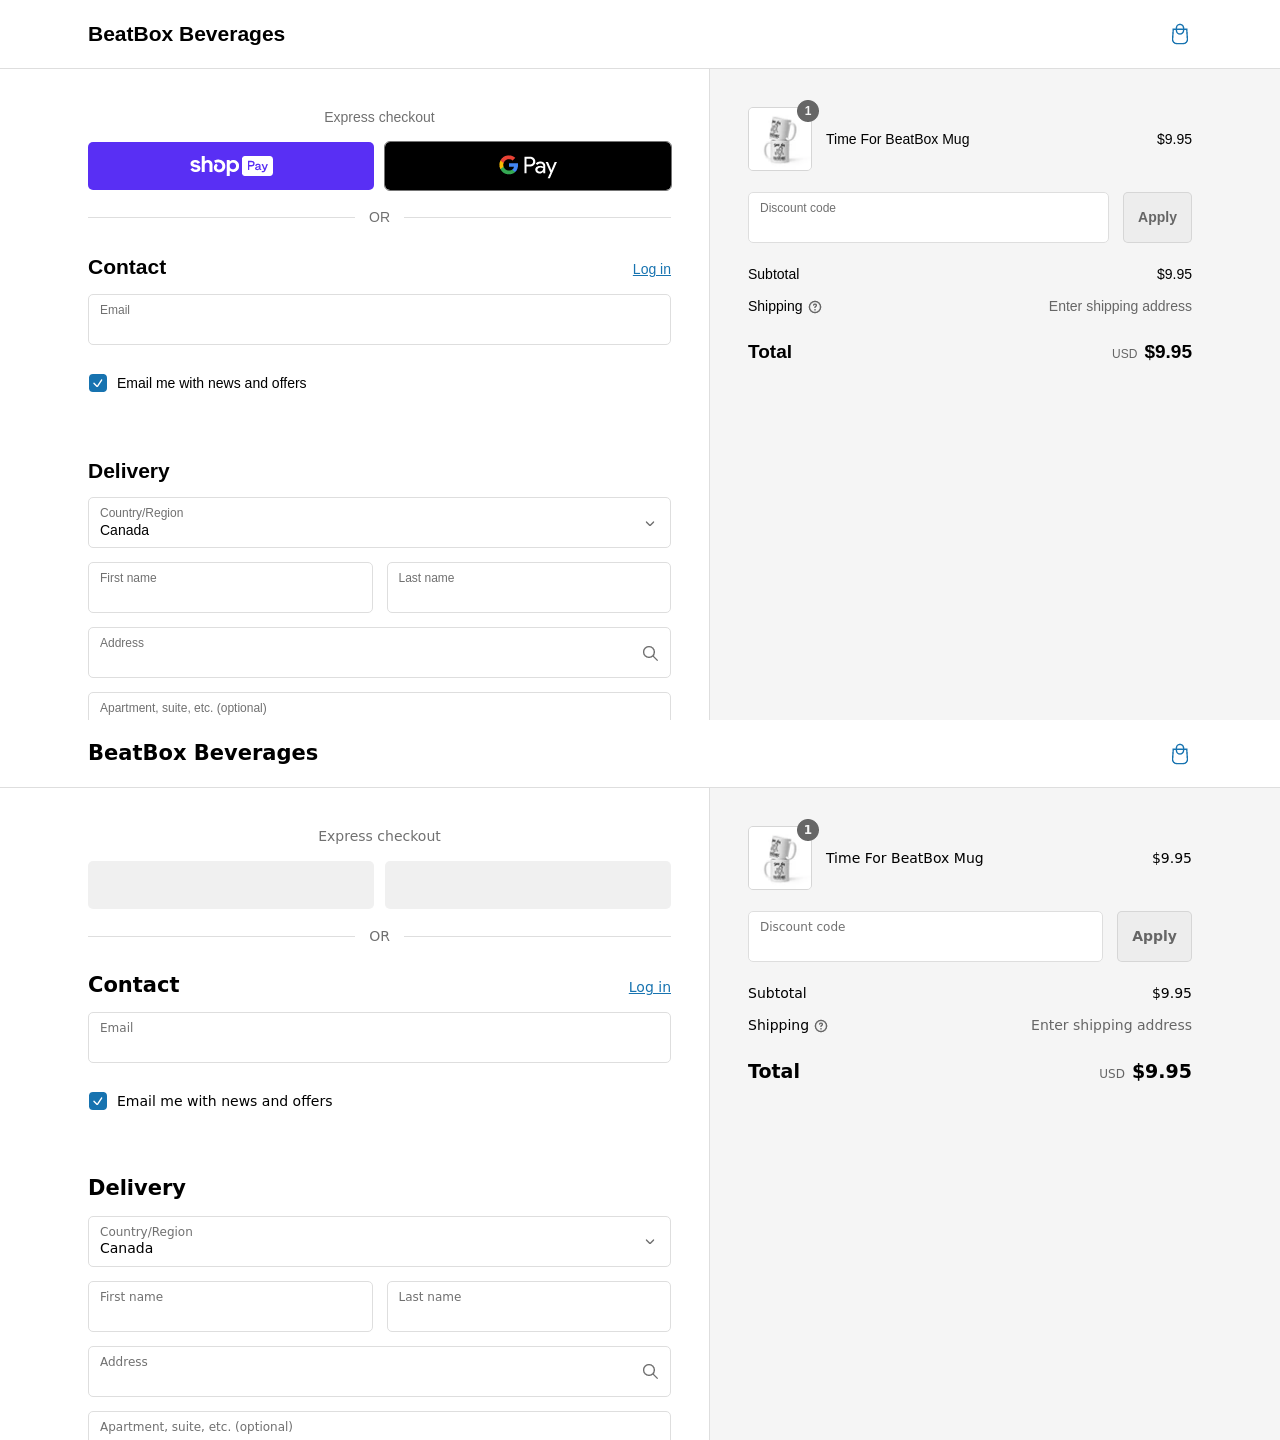 BeatBox Beverages
Express checkout
shop Pay
G Pay
OR
Contact
Log in
Email
Email me with news and offers
Delivery
Country/Region
Canada
First name
Last name
Address
Apartment, suite, etc. (optional)
1
Time For BeatBox Mug
$9.95
Discount code
Apply
Subtotal
$9.95
Shipping
Enter shipping address
Total
USD $9.95
BeatBox Beverages
Express checkout
OR
Contact
Log in
Email
Email me with news and offers
Delivery
Country/Region
Canada
First name
Last name
Address
Apartment, suite, etc. (optional)
1
Time For BeatBox Mug
$9.95
Discount code
Apply
Subtotal
$9.95
Shipping
Enter shipping address
Total
USD $9.95